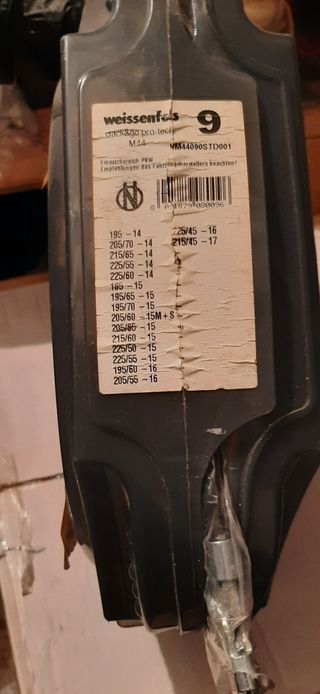 weissenfels 9
clack&go pro-tech
M44 MM44090STD001
Einsatzbereich PKW
Empfehlungen des Fahrzeugherstellers beachten!
N
195 - 14 225/45 - 16
205/70 - 14 215/45 - 17
215/65 - 14
225/55 - 14
225/60 - 14
185 - 15
195/65 - 15
195/70 - 15
205/60 - 15M+S
205/65 - 15
215/60 - 15
225/50 - 15
225/55 - 15
195/60 - 16
205/55 - 16